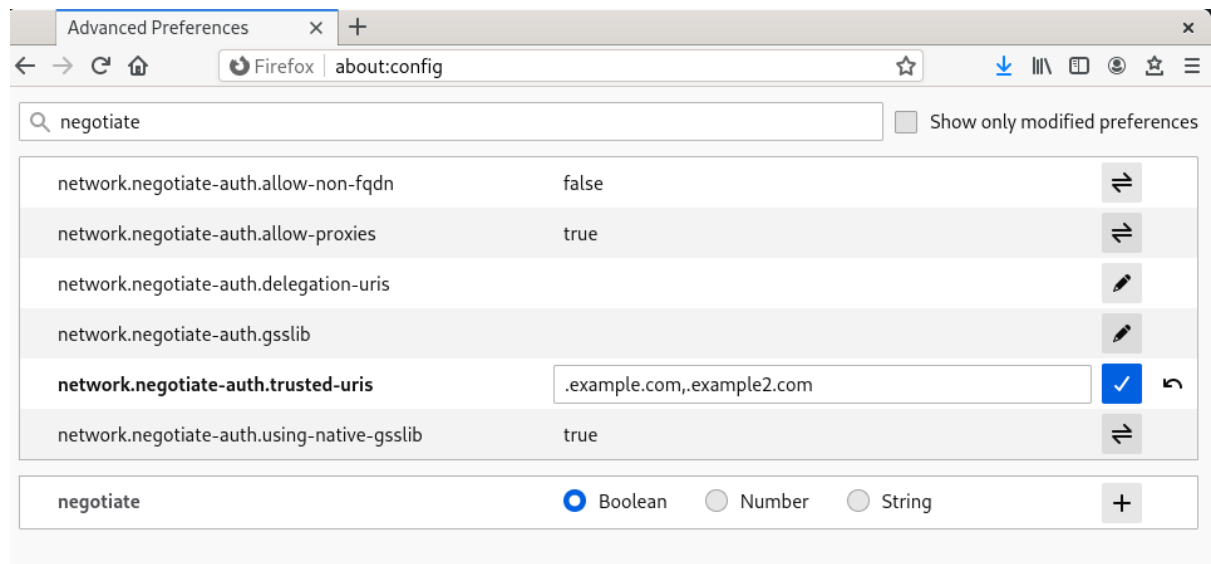 Advanced Preferences
Firefox about:config
negotiate Show only modified preferences
network.negotiate-auth.allow-non-fqdn false
network.negotiate-auth.allow-proxies true
network.negotiate-auth.delegation-uris
network.negotiate-auth.gsslib
network.negotiate-auth.trusted-uris .example.com,.example2.com
network.negotiate-auth.using-native-gsslib true
negotiate Boolean Number String